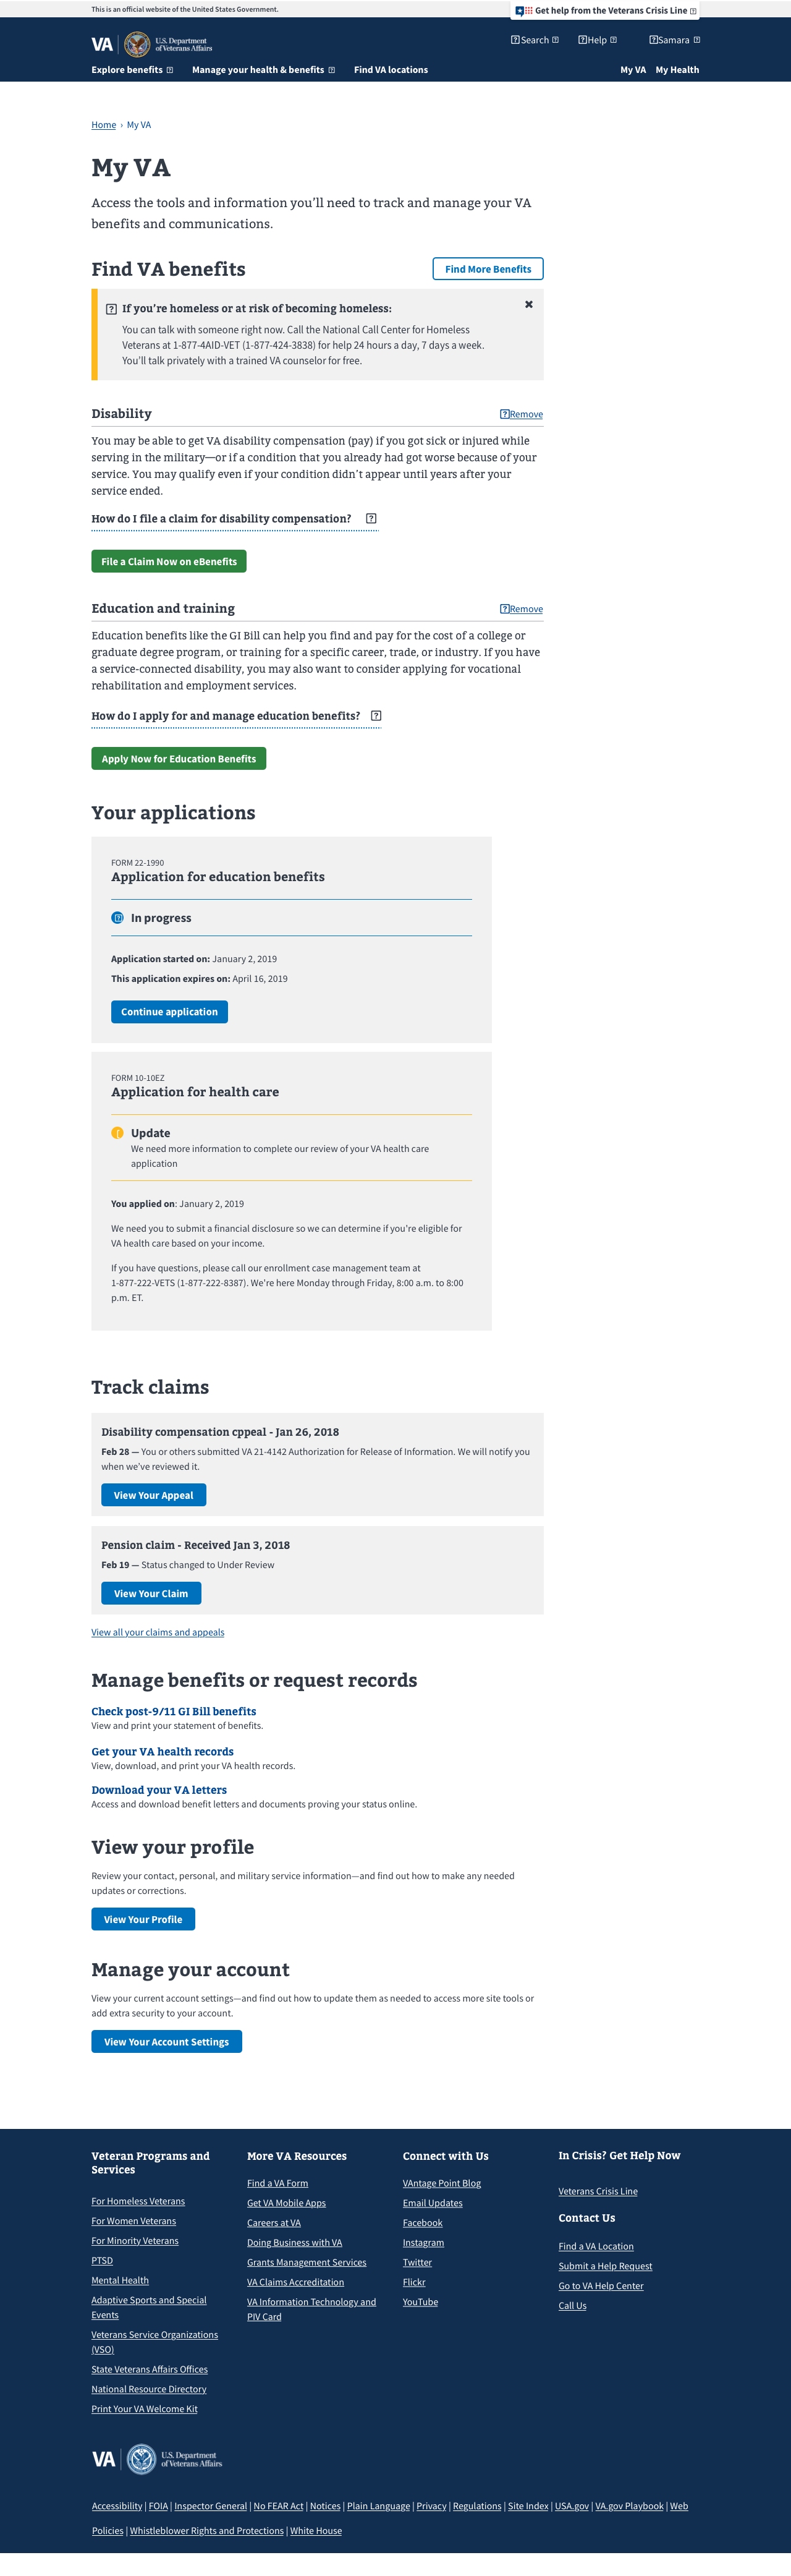 This is an official website of the United States Government.
Get help from the Veterans Crisis Line
VA
U.S. Department
of Veterans Affairs
Search
Help
Samara
Explore benefits
Manage your health & benefits
Find VA locations
My VA
My Health
Home › My VA
My VA
Access the tools and information you’ll need to track and manage your VA
benefits and communications.
Find VA benefits
Find More Benefits
If you’re homeless or at risk of becoming homeless:
You can talk with someone right now. Call the National Call Center for Homeless
Veterans at 1-877-4AID-VET (1-877-424-3838) for help 24 hours a day, 7 days a week.
You’ll talk privately with a trained VA counselor for free.
Disability
Remove
You may be able to get VA disability compensation (pay) if you got sick or injured while
serving in the military—or if a condition that you already had got worse because of your
service. You may qualify even if your condition didn’t appear until years after your
service ended.
How do I file a claim for disability compensation?
File a Claim Now on eBenefits
Education and training
Remove
Education benefits like the GI Bill can help you find and pay for the cost of a college or
graduate degree program, or training for a specific career, trade, or industry. If you have
a service-connected disability, you may also want to consider applying for vocational
rehabilitation and employment services.
How do I apply for and manage education benefits?
Apply Now for Education Benefits
Your applications
FORM 22-1990
Application for education benefits
In progress
Application started on: January 2, 2019
This application expires on: April 16, 2019
Continue application
FORM 10-10EZ
Application for health care
Update
We need more information to complete our review of your VA health care
application
You applied on: January 2, 2019
We need you to submit a financial disclosure so we can determine if you’re eligible for
VA health care based on your income.
If you have questions, please call our enrollment case management team at
1-877-222-VETS (1-877-222-8387). We’re here Monday through Friday, 8:00 a.m. to 8:00
p.m. ET.
Track claims
Disability compensation cppeal - Jan 26, 2018
Feb 28 — You or others submitted VA 21-4142 Authorization for Release of Information. We will notify you
when we’ve reviewed it.
View Your Appeal
Pension claim - Received Jan 3, 2018
Feb 19 — Status changed to Under Review
View Your Claim
View all your claims and appeals
Manage benefits or request records
Check post-9/11 GI Bill benefits
View and print your statement of benefits.
Get your VA health records
View, download, and print your VA health records.
Download your VA letters
Access and download benefit letters and documents proving your status online.
View your profile
Review your contact, personal, and military service information—and find out how to make any needed
updates or corrections.
View Your Profile
Manage your account
View your current account settings—and find out how to update them as needed to access more site tools or
add extra security to your account.
View Your Account Settings
Veteran Programs and
Services
For Homeless Veterans
For Women Veterans
For Minority Veterans
PTSD
Mental Health
Adaptive Sports and Special
Events
Veterans Service Organizations
(VSO)
State Veterans Affairs Offices
National Resource Directory
Print Your VA Welcome Kit
More VA Resources
Find a VA Form
Get VA Mobile Apps
Careers at VA
Doing Business with VA
Grants Management Services
VA Claims Accreditation
VA Information Technology and
PIV Card
Connect with Us
VAntage Point Blog
Email Updates
Facebook
Instagram
Twitter
Flickr
YouTube
In Crisis? Get Help Now
Veterans Crisis Line
Contact Us
Find a VA Location
Submit a Help Request
Go to VA Help Center
Call Us
VA
U.S. Department
of Veterans Affairs
Accessibility | FOIA | Inspector General | No FEAR Act | Notices | Plain Language | Privacy | Regulations | Site Index | USA.gov | VA.gov Playbook | Web
Policies | Whistleblower Rights and Protections | White House